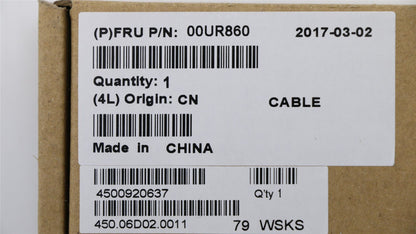 (P)FRU P/N: 00UR860 2017-03-02
Quantity: 1
(4L) Origin: CN CABLE
Made in CHINA
4500920637 Q'ty 1
450.06D02.0011 79 WSKS